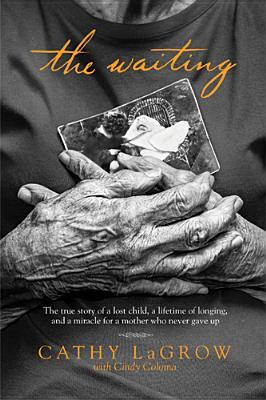 the waiting
The true story of a lost child, a lifetime of longing,
and a miracle for a mother who never gave up
CATHY LaGROW
with Cindy Coloma